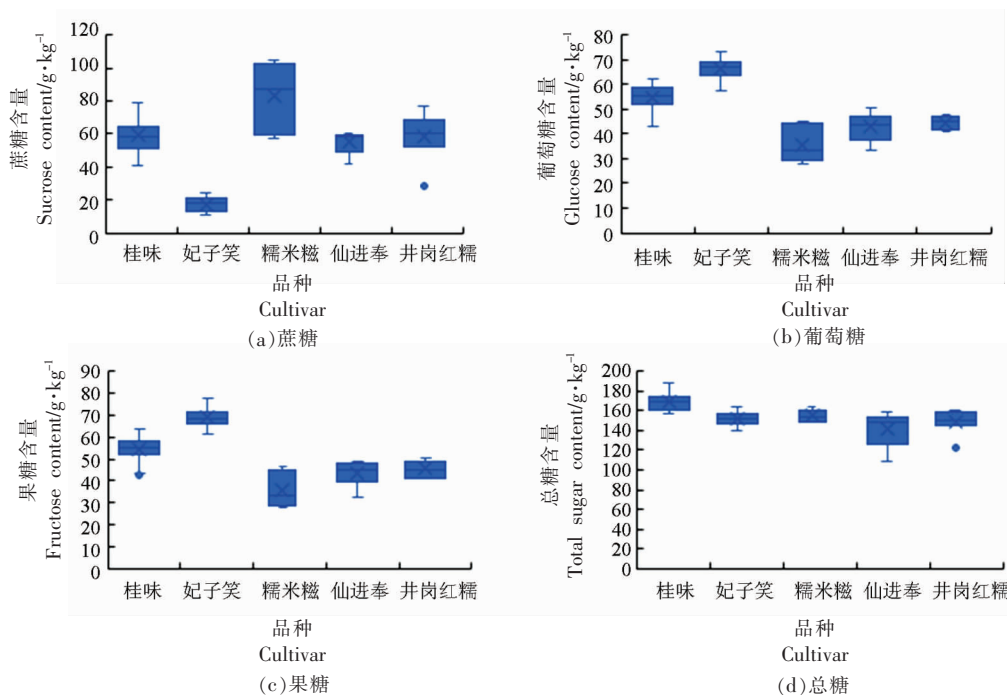 蔗糖含量
Sucrose content/g·kg⁻¹
120
100
80
60
40
20
0
桂味 妃子笑 糯米糍 仙进奉 井岗红糯
品种
Cultivar
(a)蔗糖
葡萄糖含量
Glucose content/g·kg⁻¹
80
70
60
50
40
30
20
10
0
桂味 妃子笑 糯米糍 仙进奉 井岗红糯
品种
Cultivar
(b)葡萄糖
果糖含量
Fructose content/g·kg⁻¹
90
80
70
60
50
40
30
20
10
0
桂味 妃子笑 糯米糍 仙进奉 井岗红糯
品种
Cultivar
(c)果糖
总糖含量
Total sugar content/g·kg⁻¹
200
180
160
140
120
100
80
60
40
20
0
桂味 妃子笑 糯米糍 仙进奉 井岗红糯
品种
Cultivar
(d)总糖